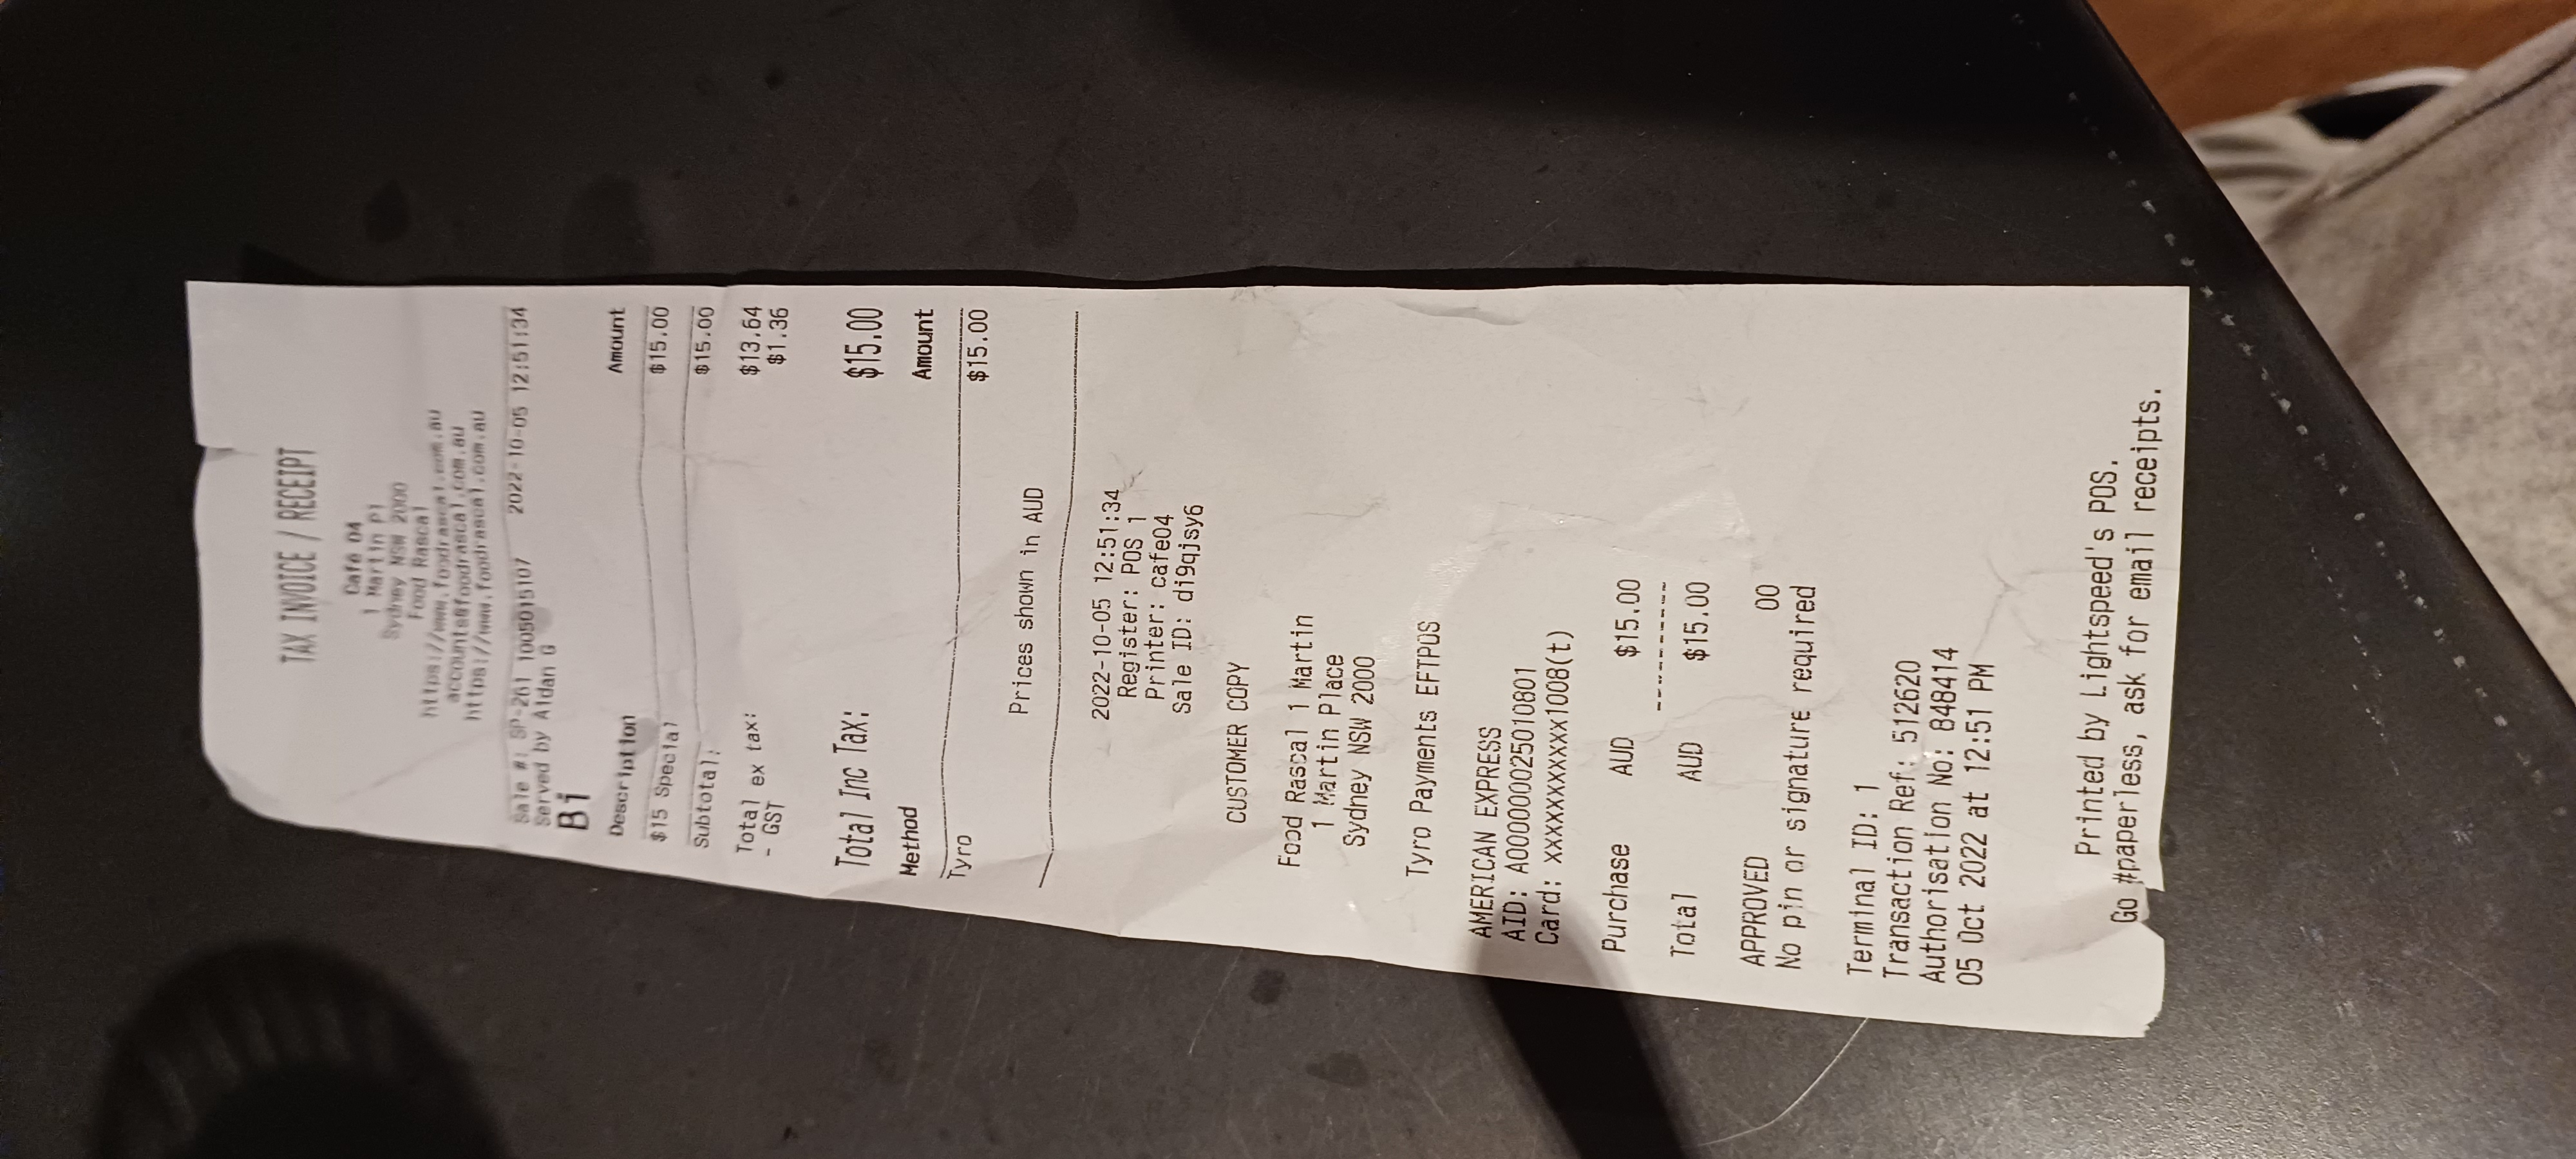 TAX INVOICE / RECEIPT
Cafe 04
1 Martin Pl
Sydney NSW 2000
Food Rascal
https://www.foodrascal.com.au
accounts@foodrascal.com.au
https://www.foodrascal.com.au
Sale #: SP-261 1005015107 2022-10-05 12:51:34
Served by Aidan G
Bi
Description Amount
$15 Special $15.00
Subtotal: $15.00
Total ex tax: $13.64
- GST $1.36
Total Inc Tax: $15.00
Method Amount
Tyro $15.00
Prices shown in AUD
2022-10-05 12:51:34
Register: POS 1
Printer: cafe04
Sale ID: di9qjsy6
CUSTOMER COPY
Food Rascal 1 Martin
1 Martin Place
Sydney NSW 2000
Tyro Payments EFTPOS
AMERICAN EXPRESS
AID: A000000025010801
Card: xxxxxxxxxxx1008(t)
Purchase AUD $15.00
----------
Total AUD $15.00
APPROVED 00
No pin or signature required
Terminal ID: 1
Transaction Ref: 512620
Authorisation No: 848414
05 Oct 2022 at 12:51 PM
Printed by Lightspeed's POS.
Go #paperless, ask for email receipts.